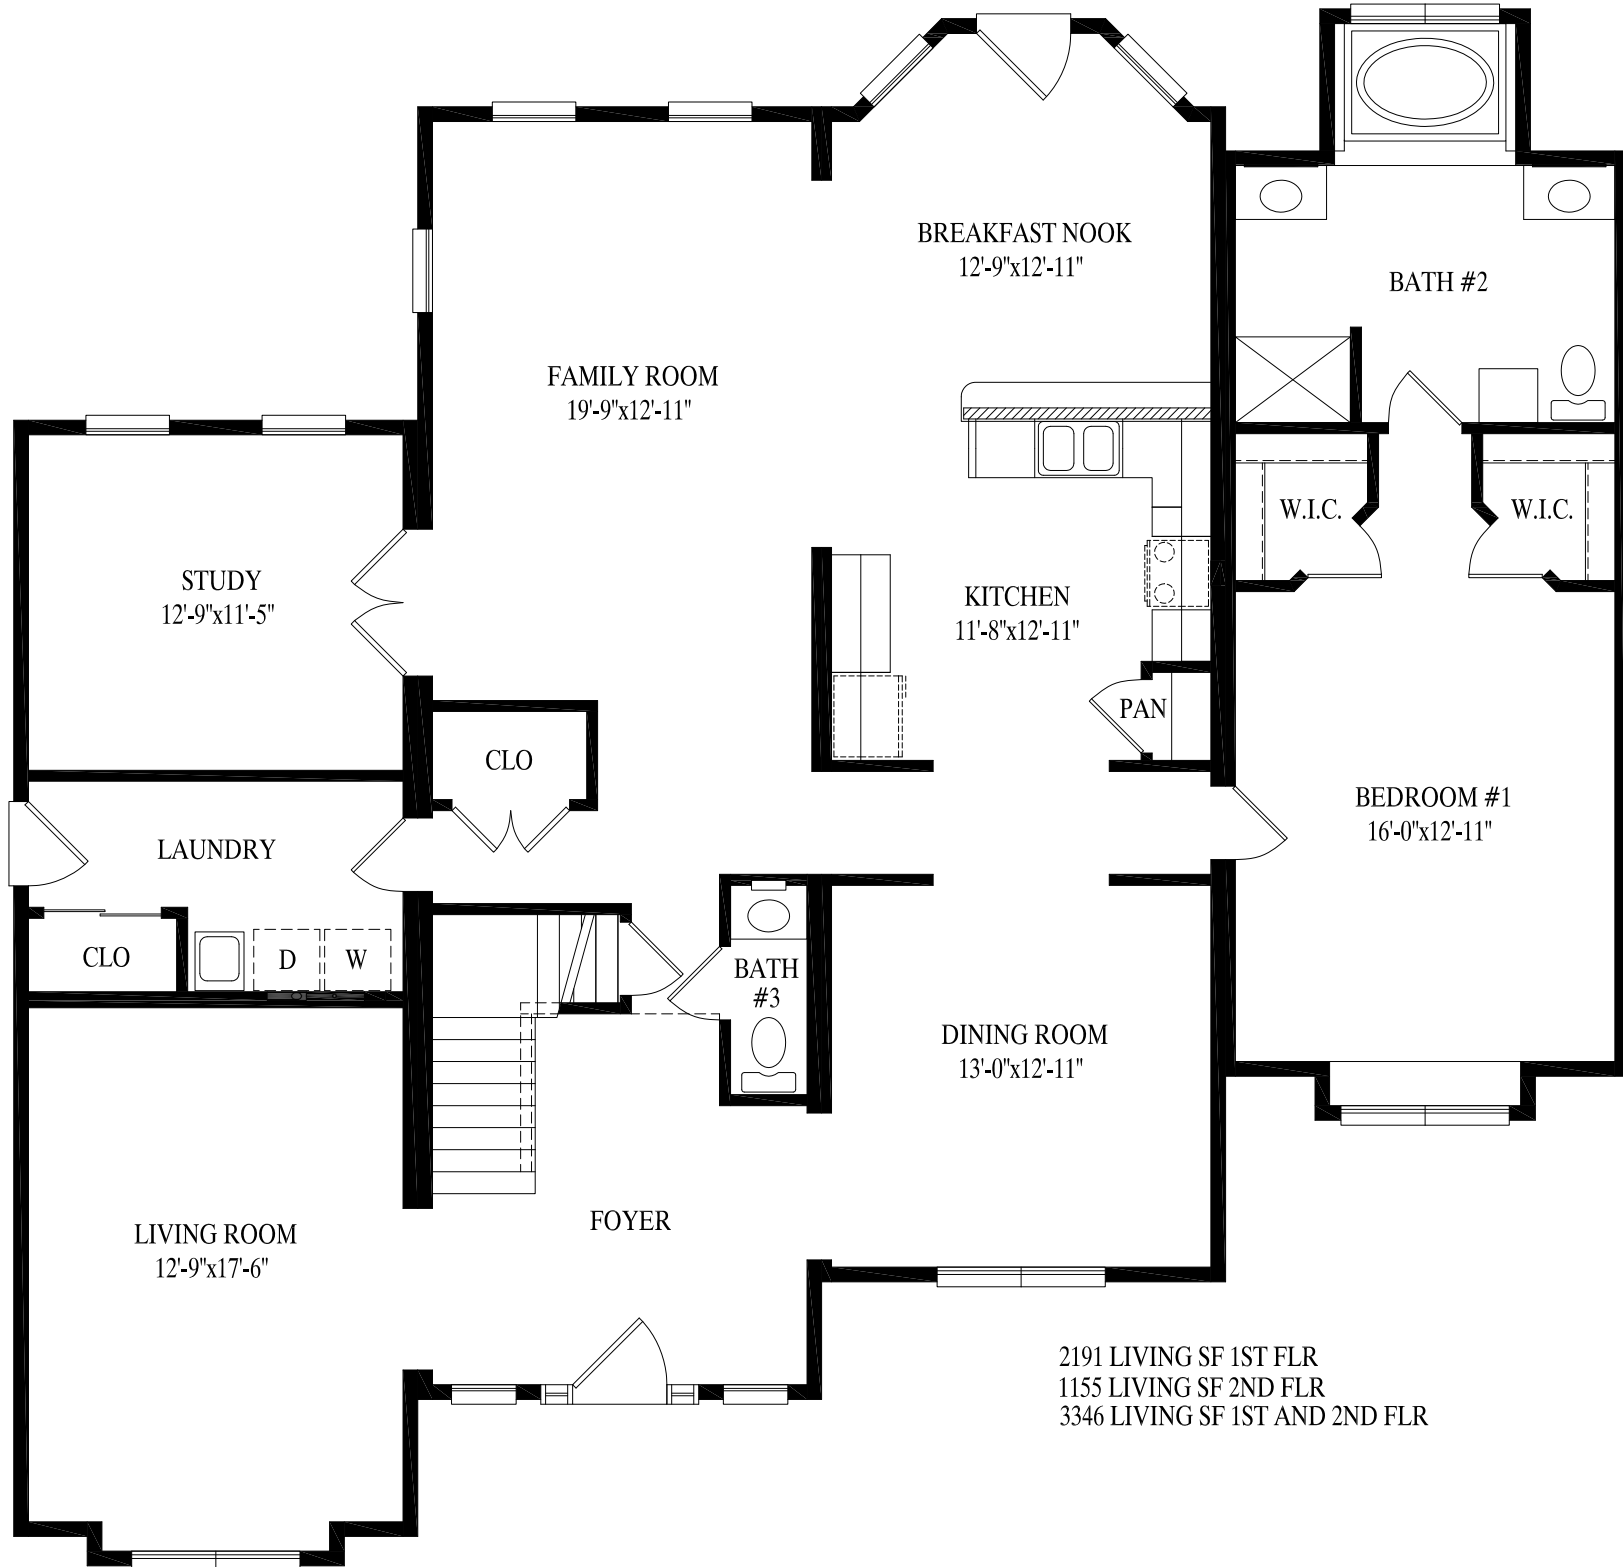 BREAKFAST NOOK
12'-9"x12'-11"
BATH #2
FAMILY ROOM
19'-9"x12'-11"
W.I.C.
W.I.C.
STUDY
12'-9"x11'-5"
KITCHEN
11'-8"x12'-11"
PAN
CLO
BEDROOM #1
16'-0"x12'-11"
LAUNDRY
CLO
D
W
BATH
#3
DINING ROOM
13'-0"x12'-11"
LIVING ROOM
12'-9"x17'-6"
FOYER
2191 LIVING SF 1ST FLR
1155 LIVING SF 2ND FLR
3346 LIVING SF 1ST AND 2ND FLR